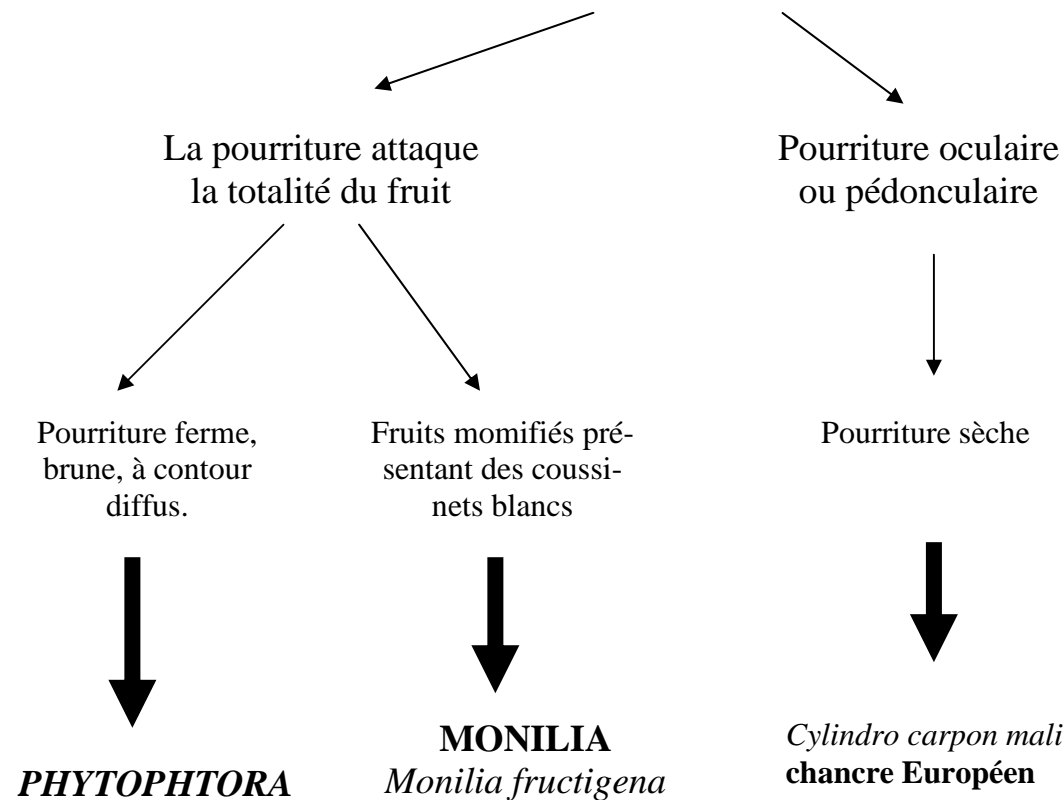 La pourriture attaque
la totalité du fruit
Pourriture oculaire
ou pédonculaire
Pourriture ferme,
brune, à contour
diffus.
Fruits momifiés pré-
sentant des coussi-
nets blancs
Pourriture sèche
PHYTOPHTORA
MONILIA
Monilia fructigena
Cylindro carpon mali
chancre Européen